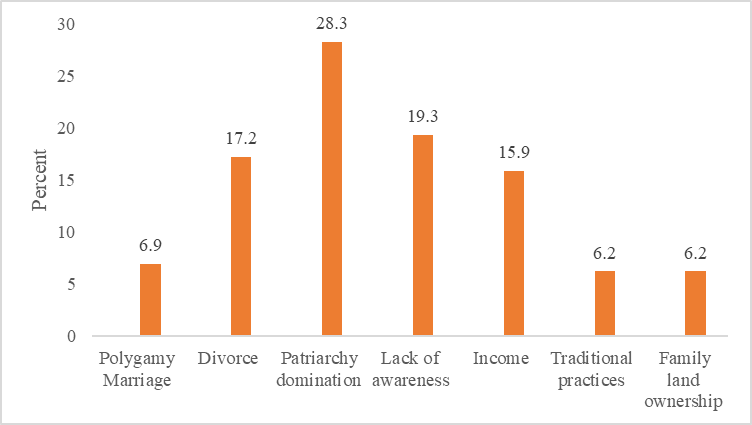 30
25
20
15
10
5
0
Percent
6.9
17.2
28.3
19.3
15.9
6.2
6.2
Polygamy
Marriage
Divorce
Patriarchy
domination
Lack of
awareness
Income
Traditional
practices
Family
land
ownership